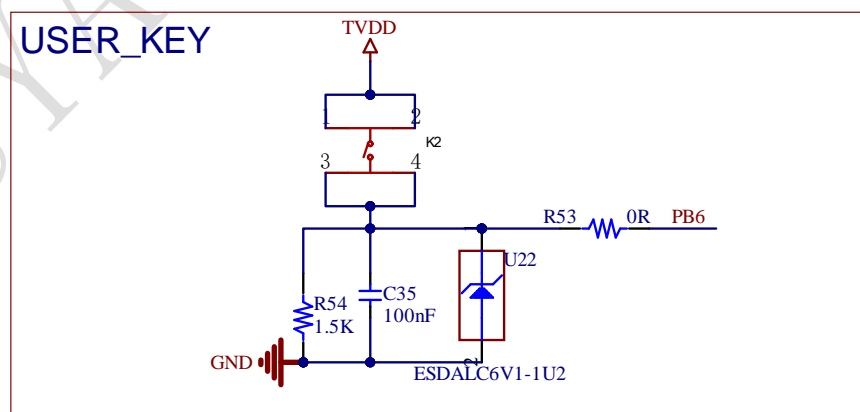 USER_KEY
TVDD
1 2
K2
3 4
R53 0R PB6
U22
R54
1.5K
C35
100nF
GND
2
ESDALC6V1-1U2